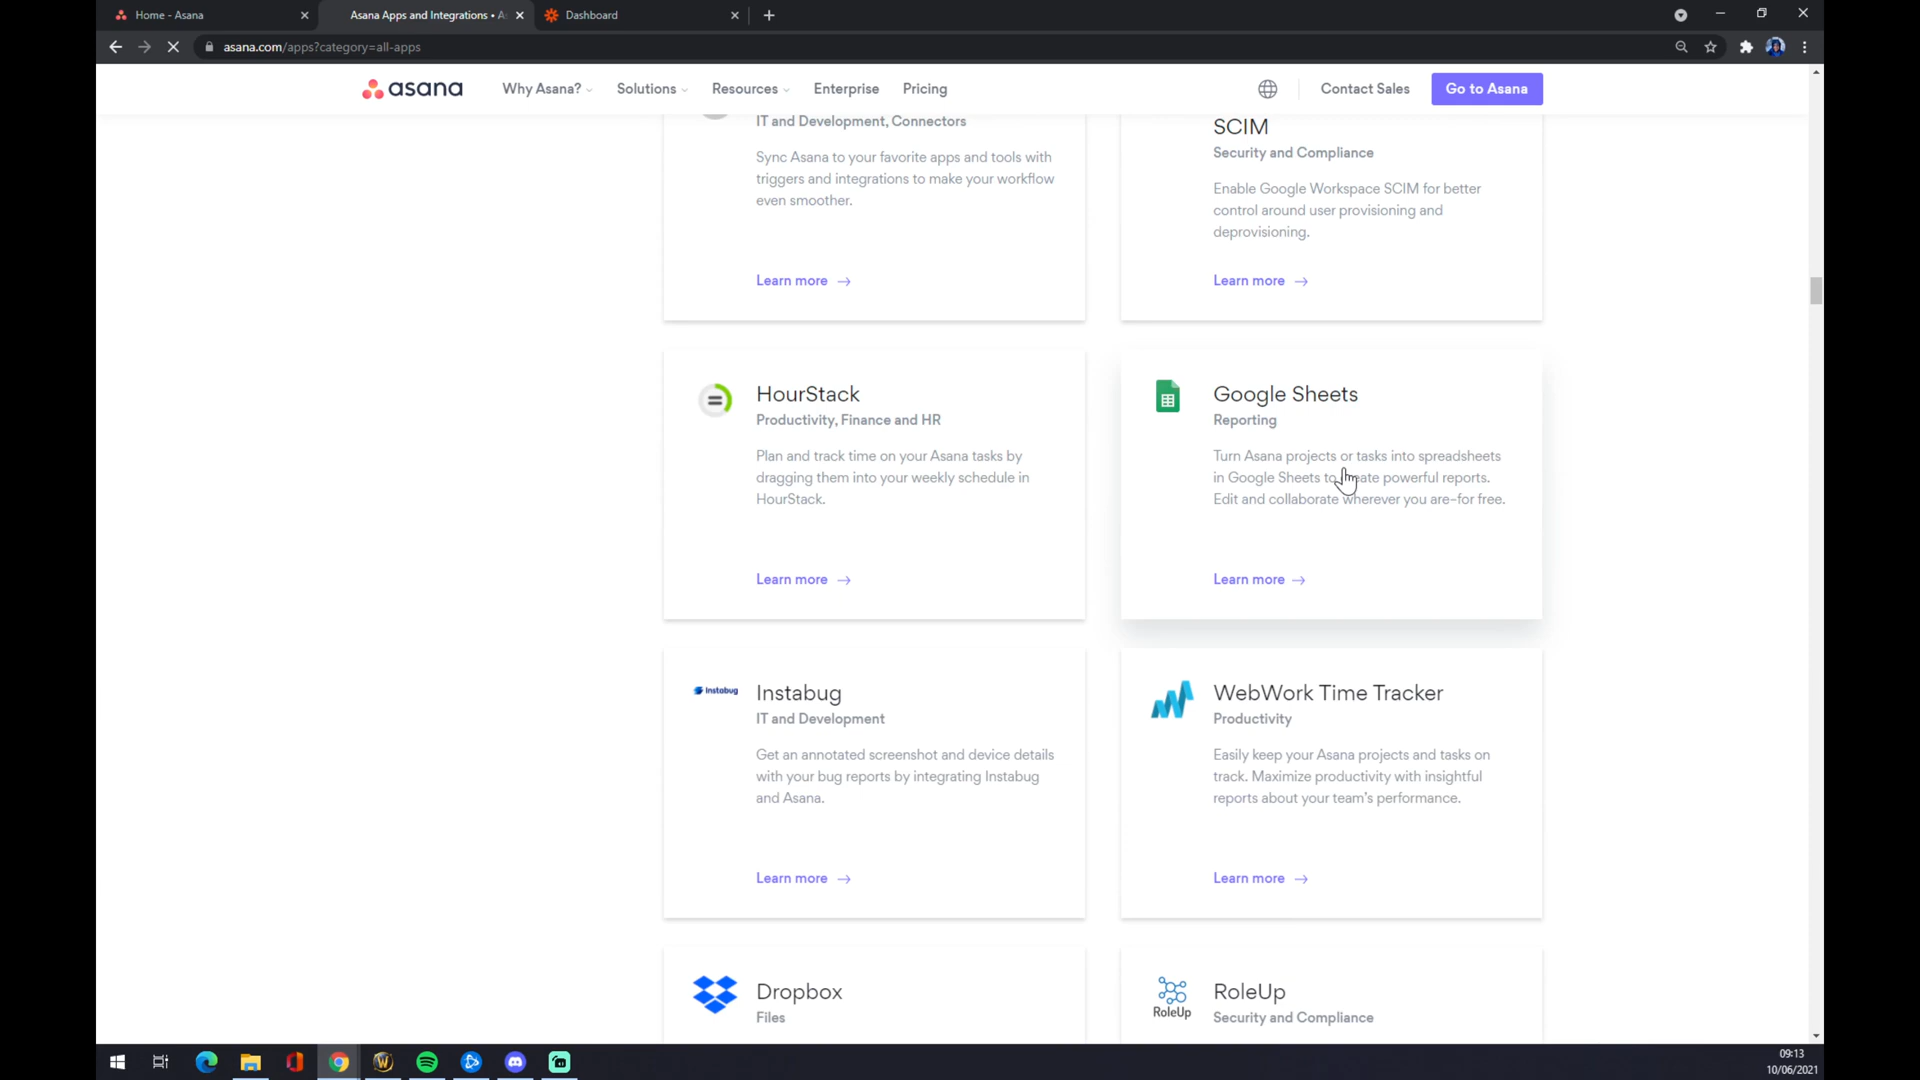 Home - Asana
Asana Apps and Integrations • A
Dashboard
asana.com/apps?category=all-apps
asana
Why Asana?
Solutions
Resources
Enterprise
Pricing
Contact Sales
Go to Asana
IT and Development, Connectors
Sync Asana to your favorite apps and tools with
triggers and integrations to make your workflow
even smoother.
Learn more →
SCIM
Security and Compliance
Enable Google Workspace SCIM for better
control around user provisioning and
deprovisioning.
Learn more →
HourStack
Productivity, Finance and HR
Plan and track time on your Asana tasks by
dragging them into your weekly schedule in
HourStack.
Learn more →
Google Sheets
Reporting
Turn Asana projects or tasks into spreadsheets
in Google Sheets to create powerful reports.
Edit and collaborate wherever you are–for free.
Learn more →
Instabug
Instabug
IT and Development
Get an annotated screenshot and device details
with your bug reports by integrating Instabug
and Asana.
Learn more →
WebWork Time Tracker
Productivity
Easily keep your Asana projects and tasks on
track. Maximize productivity with insightful
reports about your team's performance.
Learn more →
Dropbox
Files
RoleUp
RoleUp
Security and Compliance
09:13
10/06/2021